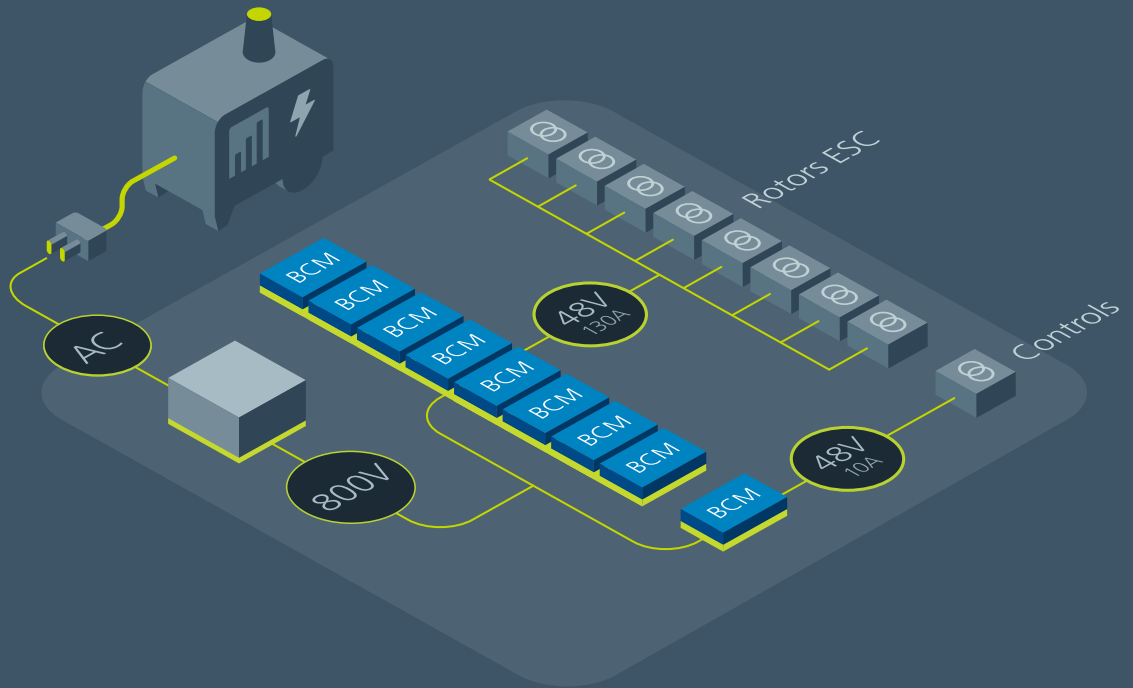 Rotors ESC
BCM
BCM
BCM
BCM
BCM
BCM
BCM
BCM
48V
130A
Controls
AC
800V
48V
10A
BCM